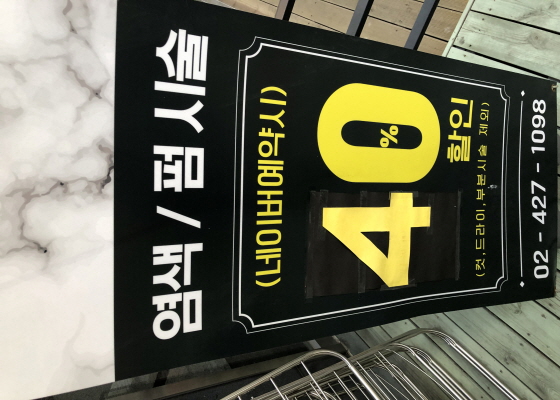 염색 / 펌 시술
(네이버예약시)
40% 할인
(컷,드라이,부분시술 제외)
02 - 427 - 1098